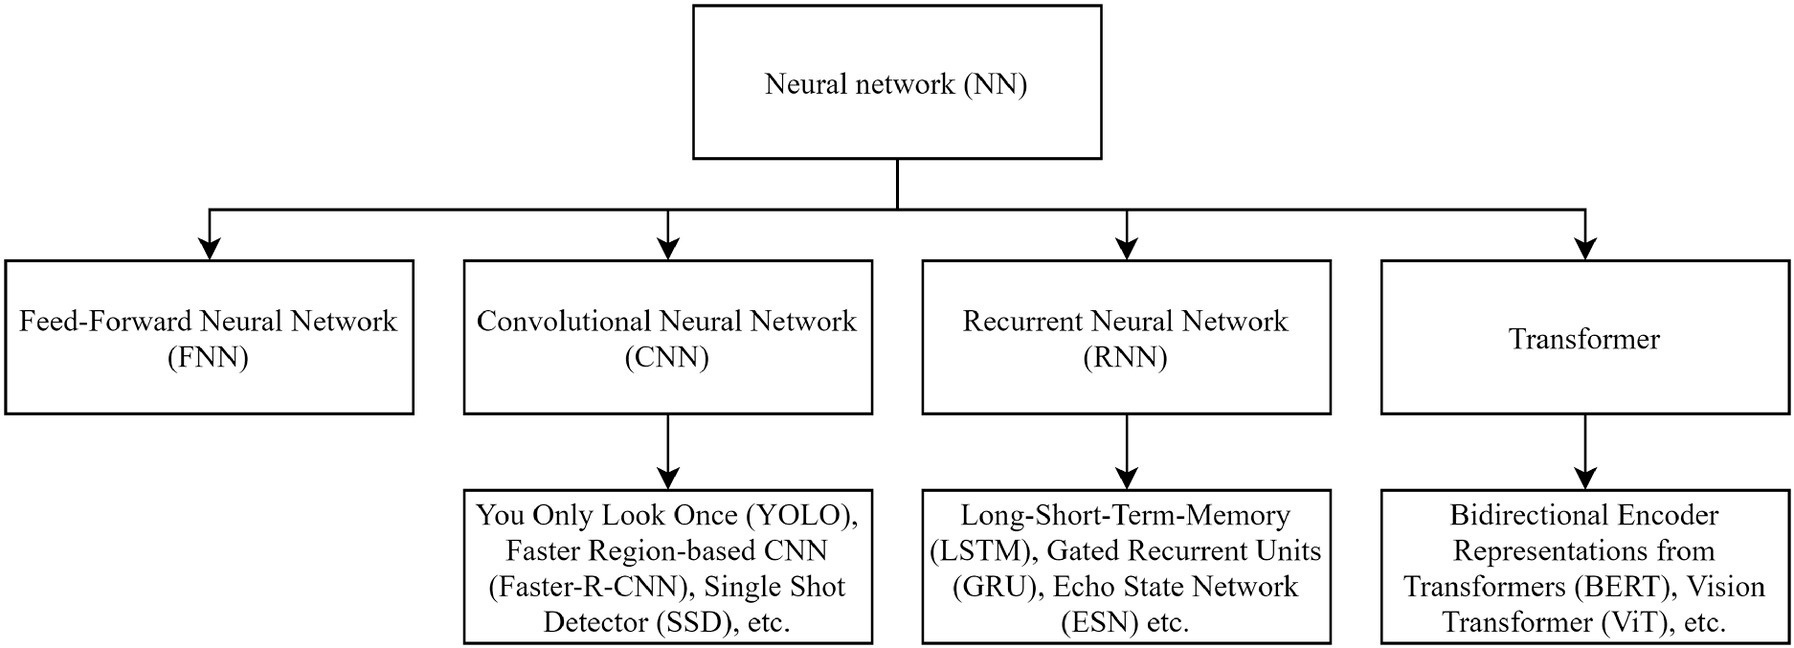 Neural network (NN)
Feed-Forward Neural Network
(FNN)
Convolutional Neural Network
(CNN)
Recurrent Neural Network
(RNN)
Transformer
You Only Look Once (YOLO),
Faster Region-based CNN
(Faster-R-CNN), Single Shot
Detector (SSD), etc.
Long-Short-Term-Memory
(LSTM), Gated Recurrent Units
(GRU), Echo State Network
(ESN) etc.
Bidirectional Encoder
Representations from
Transformers (BERT), Vision
Transformer (ViT), etc.